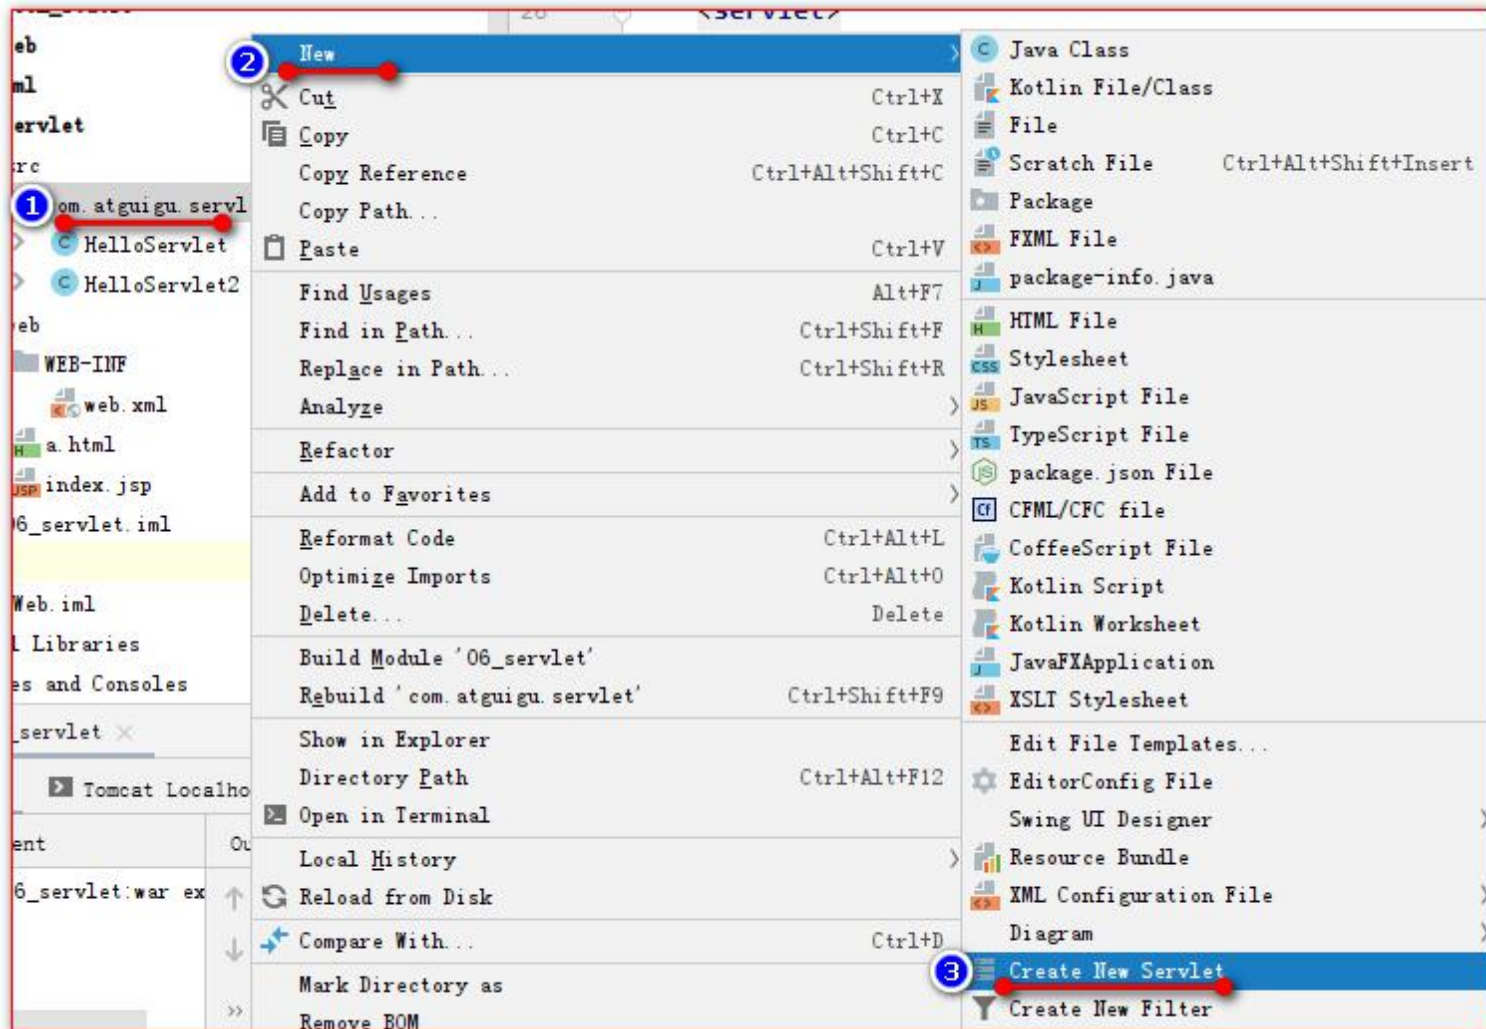 28 <servlet>
eb
ml
ervlet
src
1 om.atguigu.servl
HelloServlet
HelloServlet2
eb
WEB-INF
web.xml
a.html
index.jsp
06_servlet.iml
Web.iml
l Libraries
es and Consoles
_servlet
Tomcat Localho
ent Ou
6_servlet:war ex
2 New
Cut Ctrl+X
Copy Ctrl+C
Copy Reference Ctrl+Alt+Shift+C
Copy Path...
Paste Ctrl+V
Find Usages Alt+F7
Find in Path... Ctrl+Shift+F
Replace in Path... Ctrl+Shift+R
Analyze
Refactor
Add to Favorites
Reformat Code Ctrl+Alt+L
Optimize Imports Ctrl+Alt+O
Delete... Delete
Build Module '06_servlet'
Rebuild 'com.atguigu.servlet' Ctrl+Shift+F9
Show in Explorer
Directory Path Ctrl+Alt+F12
Open in Terminal
Local History
Reload from Disk
Compare With... Ctrl+D
Mark Directory as
Remove BOM
Java Class
Kotlin File/Class
File
Scratch File Ctrl+Alt+Shift+Insert
Package
FXML File
package-info.java
HTML File
Stylesheet
JavaScript File
TypeScript File
package.json File
CFML/CFC file
CoffeeScript File
Kotlin Script
Kotlin Worksheet
JavaFXApplication
XSLT Stylesheet
Edit File Templates...
EditorConfig File
Swing UI Designer
Resource Bundle
XML Configuration File
Diagram
3 Create New Servlet
Create New Filter